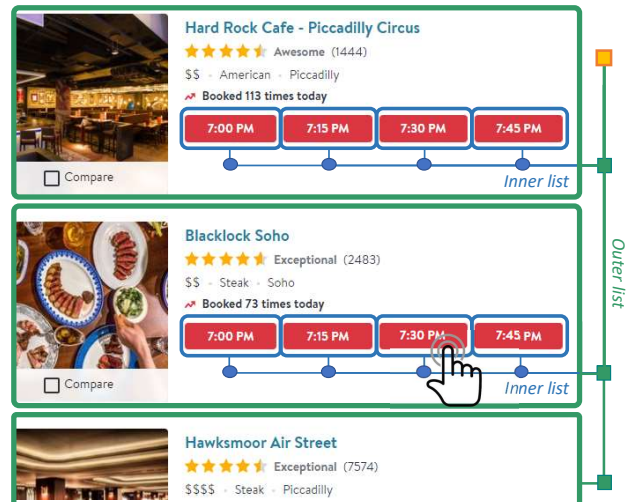 Hard Rock Cafe - Piccadilly Circus
Awesome (1444)
$$ · American · Piccadilly
Booked 113 times today
7:00 PM 7:15 PM 7:30 PM 7:45 PM
Compare
Inner list
Blacklock Soho
Exceptional (2483)
$$ · Steak · Soho
Booked 73 times today
7:00 PM 7:15 PM 7:30 PM 7:45 PM
Compare
Inner list
Outer list
Hawksmoor Air Street
Exceptional (7574)
$$$$ · Steak · Piccadilly